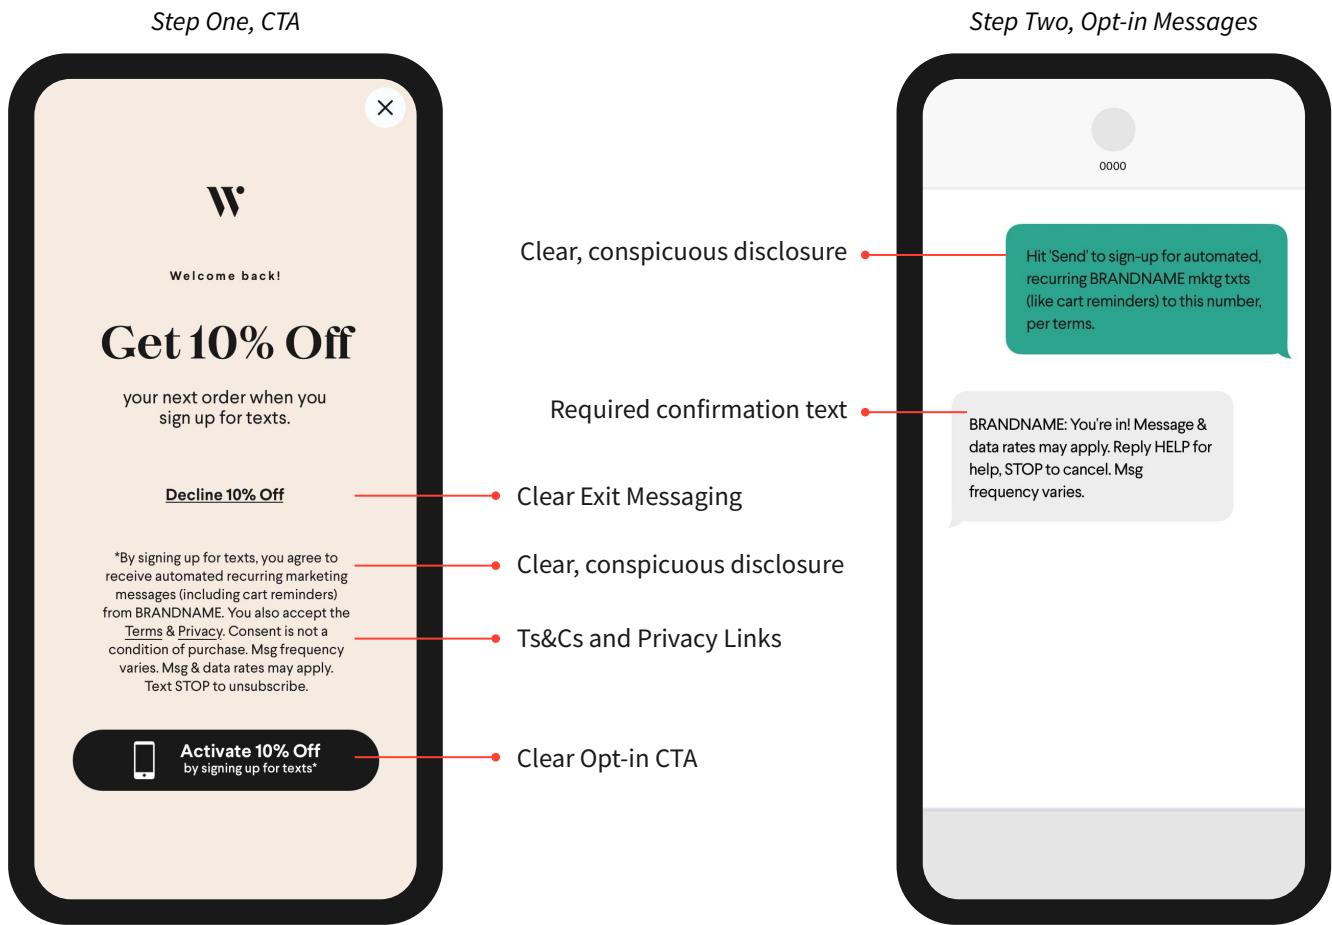 Step One, CTA
W
Welcome back!
Get 10% Off
your next order when you
sign up for texts.
Decline 10% Off
*By signing up for texts, you agree to
receive automated recurring marketing
messages (including cart reminders)
from BRANDNAME. You also accept the
Terms & Privacy. Consent is not a
condition of purchase. Msg frequency
varies. Msg & data rates may apply.
Text STOP to unsubscribe.
Activate 10% Off
by signing up for texts*
Clear, conspicuous disclosure
Required confirmation text
Clear Exit Messaging
Clear, conspicuous disclosure
Ts&Cs and Privacy Links
Clear Opt-in CTA
Step Two, Opt-in Messages
0000
Hit 'Send' to sign-up for automated,
recurring BRANDNAME mktg txts
(like cart reminders) to this number,
per terms.
BRANDNAME: You're in! Message &
data rates may apply. Reply HELP for
help, STOP to cancel. Msg
frequency varies.